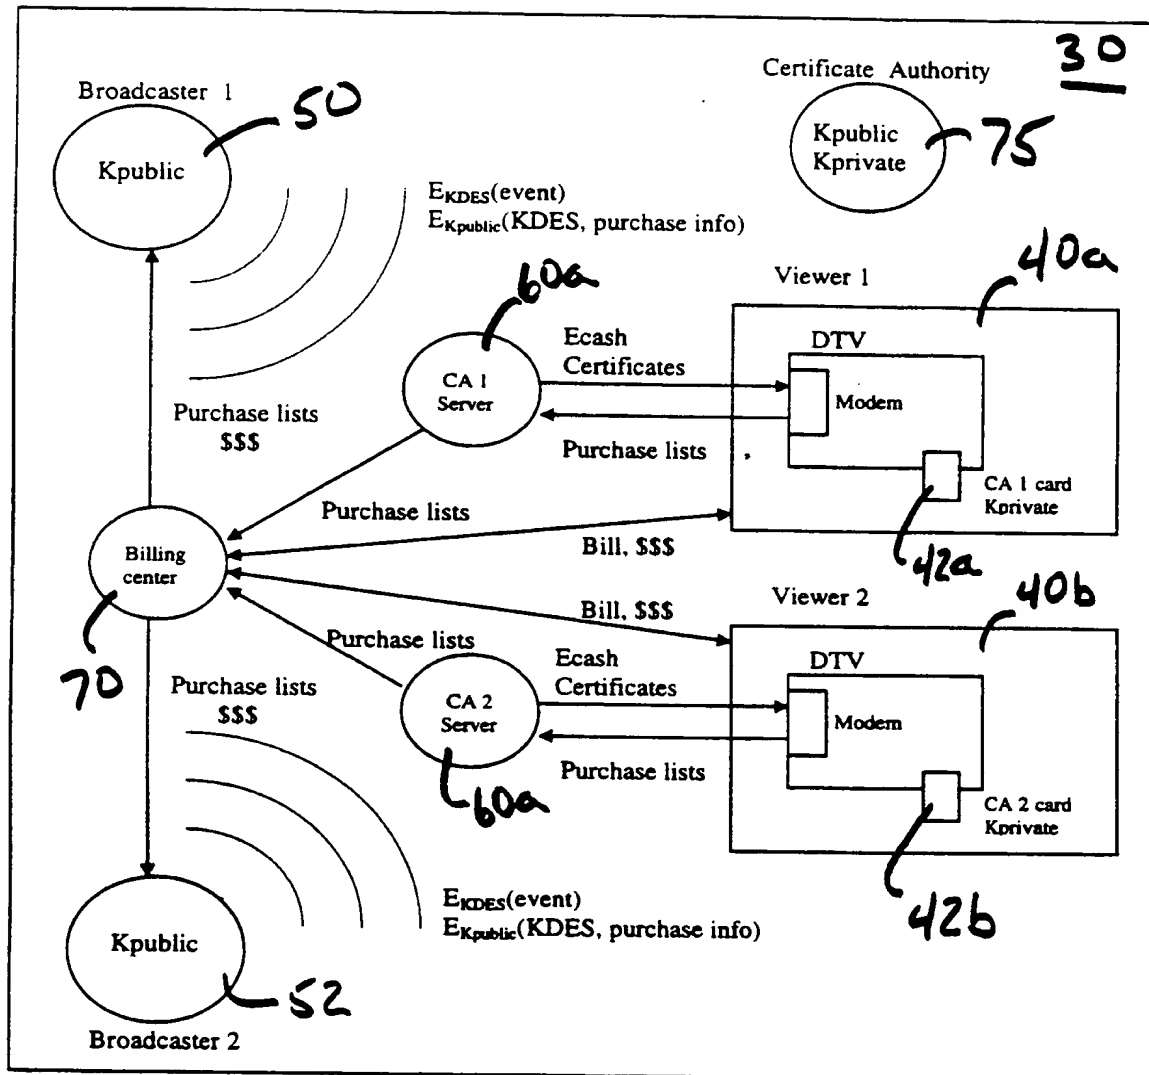 30
Certificate Authority
Kpublic
Kprivate
75
Broadcaster 1
50
Kpublic
EKDES(event)
EKpublic(KDES, purchase info)
60a
40a
Viewer 1
DTV
Ecash
Certificates
CA 1
Server
Modem
Purchase lists
$$$
Purchase lists
CA 1 card
Kprivate
42a
Purchase lists
Bill, $$$
Billing
center
70
Viewer 2
40b
Bill, $$$
Purchase lists
DTV
Ecash
Certificates
Purchase lists
$$$
CA 2
Server
Modem
60a
Purchase lists
CA 2 card
Kprivate
42b
EKDES(event)
EKpublic(KDES, purchase info)
Kpublic
52
Broadcaster 2